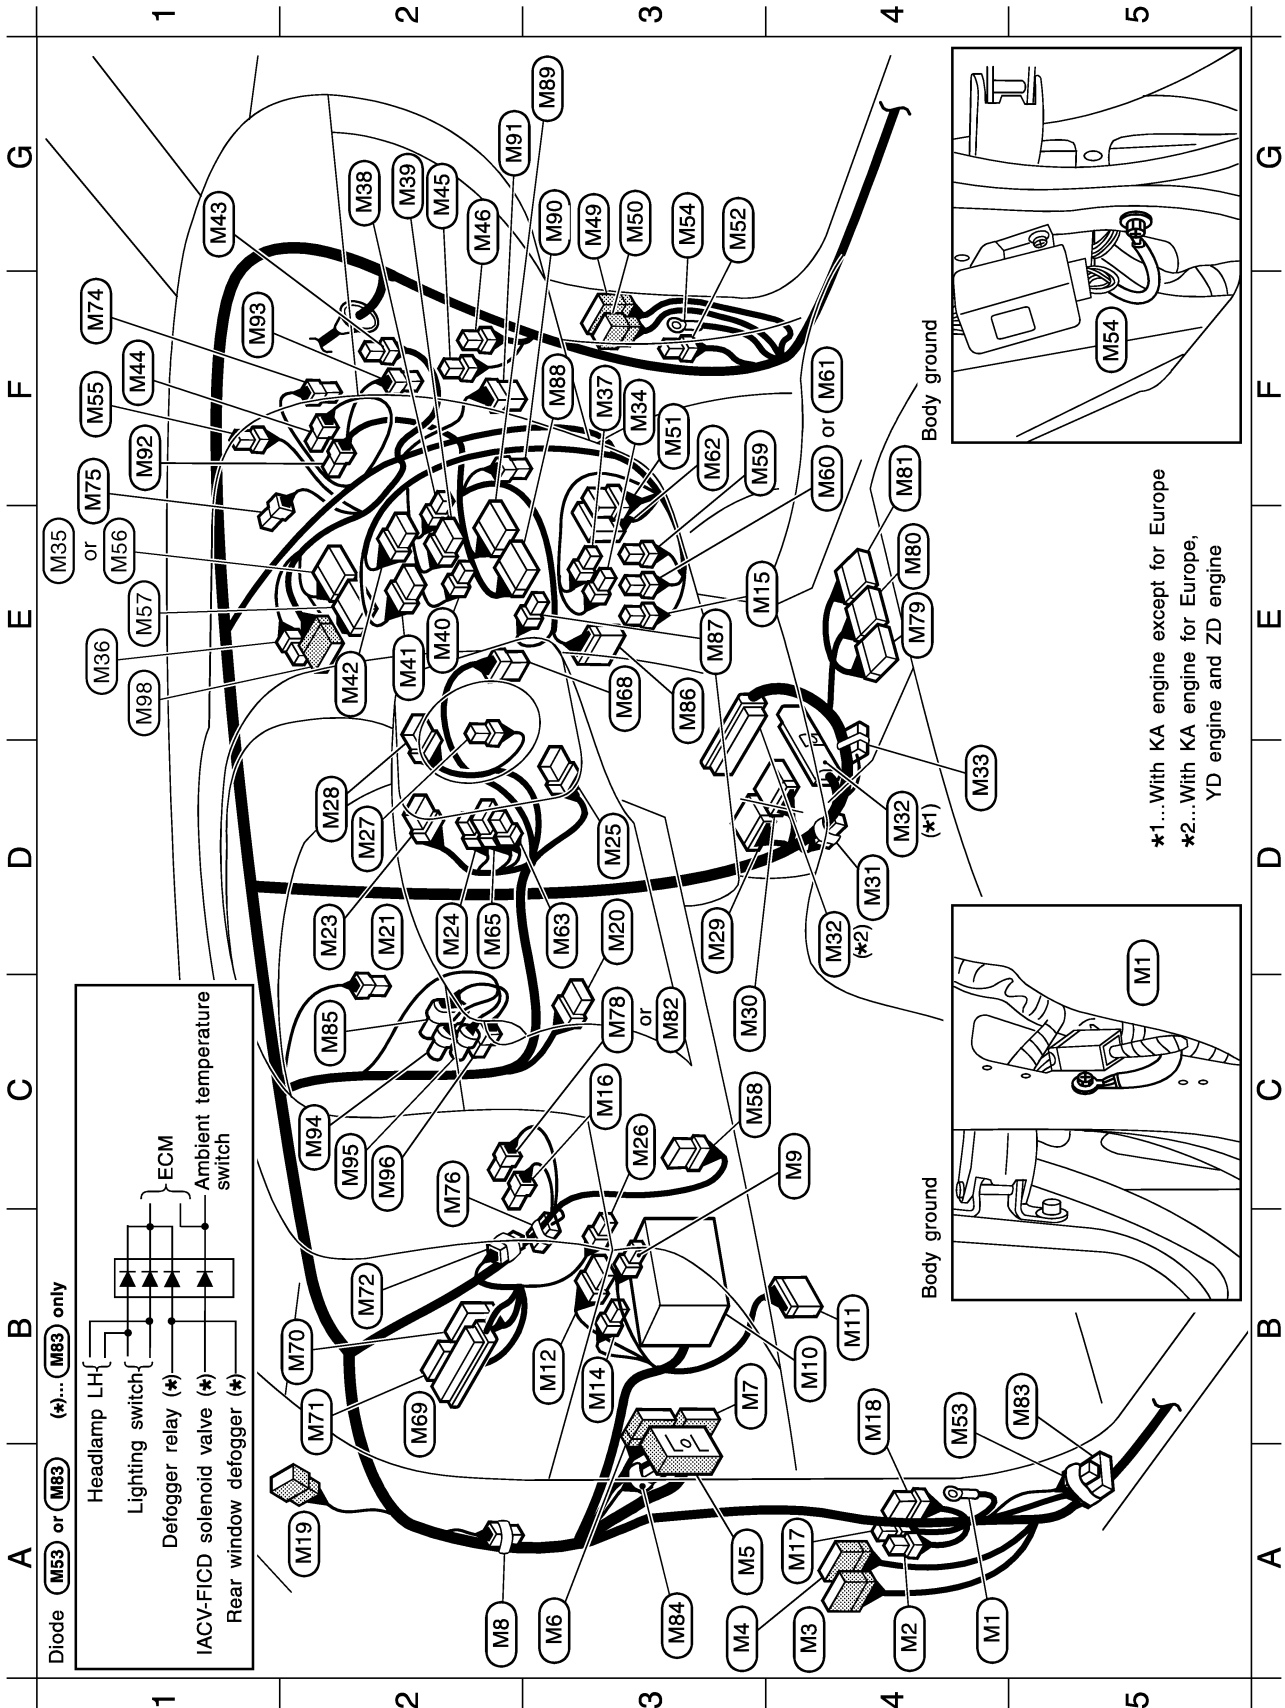 1
2
3
4
5
G
F
E
D
C
B
A
M43
M38
M39
M45
M46
M91
M89
M90
M49
M50
M54
M52
M74
M44
M55
M92
M75
M93
M35
or
M56
M57
M36
M98
M88
M37
M34
M51
M62
M59
M60 or M61
M42
M41
M40
M15
M87
M68
M86
M81
M80
M79
M28
M27
M23
M21
M24
M65
M63
M25
M20
M29
M30
M32
(*2)
M32
(*1)
M31
M33
M85
M94
M95
M96
M78
or
M82
M16
M26
M58
M9
M76
M72
M70
M71
M69
M12
M14
M10
M11
M7
M5
M19
M8
M6
M84
M4
M3
M17
M18
M2
M1
M53
M83
Body ground
M54
Body ground
M1
*1...With KA engine except for Europe
*2...With KA engine for Europe,
YD engine and ZD engine
Diode M53 or M83 (*)... M83 only
Headlamp LH
Lighting switch
Defogger relay (*)
IACV-FICD solenoid valve (*)
Rear window defogger (*)
ECM
Ambient temperature
switch
1
2
3
4
5
G
F
E
D
C
B
A